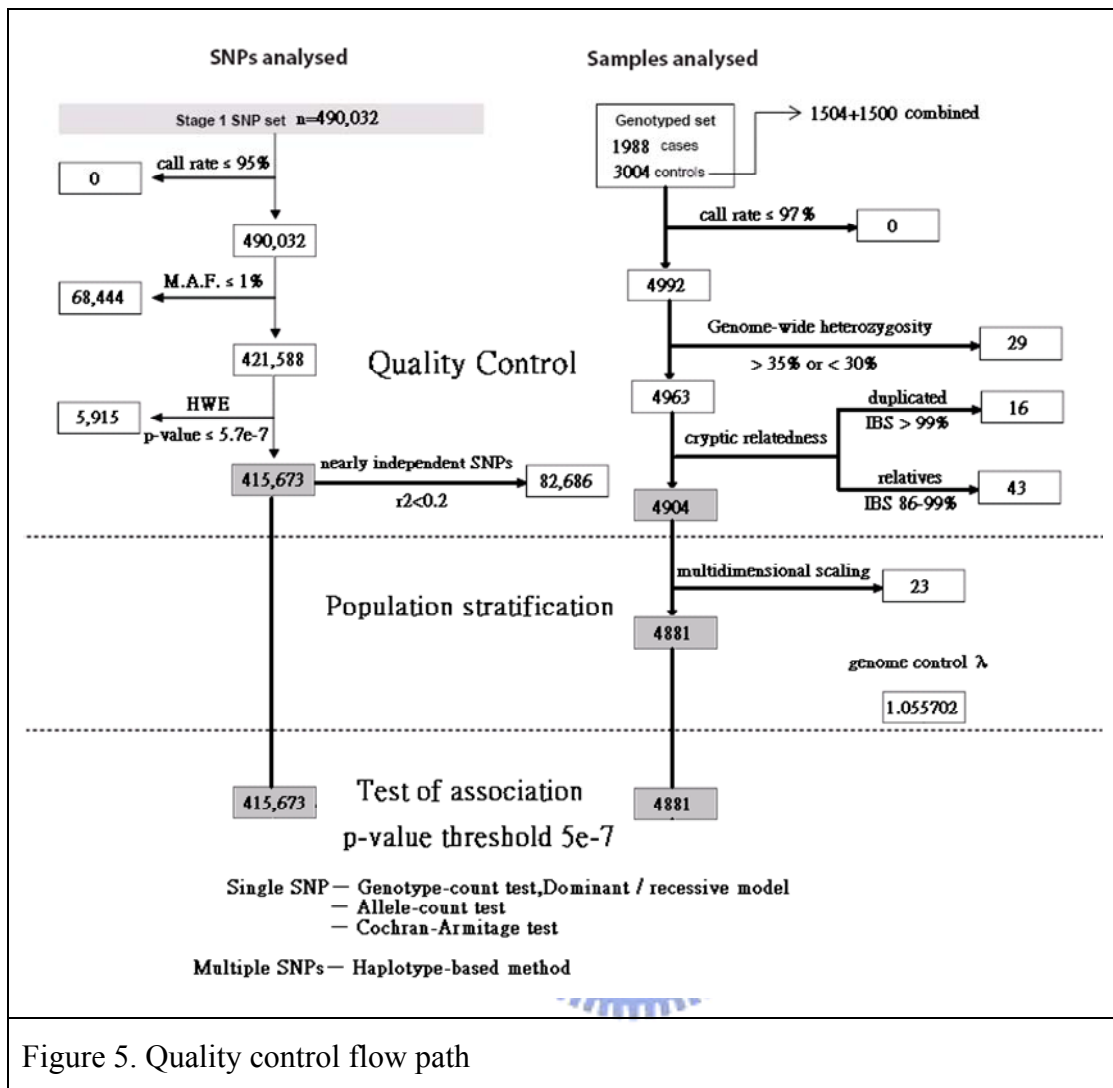 SNPs analysed
Samples analysed
Stage 1 SNP set n=490,032
Genotyped set
1988 cases
3004 controls
1504+1500 combined
call rate ≤ 95%
0
call rate ≤ 97%
0
490,032
4992
M.A.F. ≤ 1%
68,444
Genome-wide heterozygosity
> 35% or < 30%
29
421,588
Quality Control
4963
HWE
p-value ≤ 5.7e-7
5,915
cryptic relatedness
duplicated
IBS > 99%
16
relatives
IBS 86-99%
43
415,673
nearly independent SNPs
r2<0.2
82,686
4904
Population stratification
multidimensional scaling
23
4881
genome control λ
1.055702
415,673
Test of association
p-value threshold 5e-7
4881
Single SNP — Genotype-count test,Dominant / recessive model
— Allele-count test
— Cochran-Armitage test
Multiple SNPs — Haplotype-based method
Figure 5. Quality control flow path